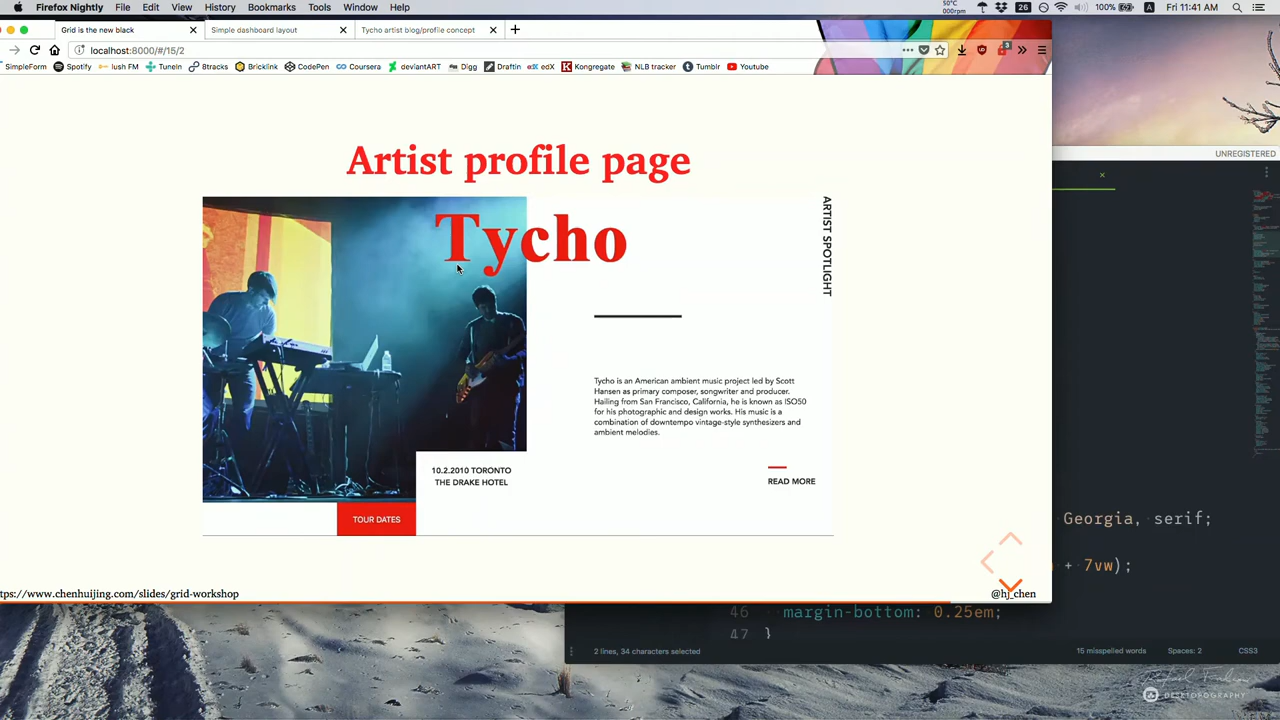 Firefox Nightly File Edit View History Bookmarks Tools Window Help
50°C
000rpm
26
100%
A
Fri 11:41 AM
Grid is the new black
Simple dashboard layout
Tycho artist blog/profile concept
localhost:8000/#/15/2
3
SimpleForm Spotify lush FM TuneIn 8tracks Bricklink CodePen Coursera deviantART Digg Draftin edX Kongregate NLB tracker Tumblr Youtube
UNREGISTERED
Artist profile page
Tycho
ARTIST SPOTLIGHT
Tycho is an American ambient music project led by Scott
Hansen as primary composer, songwriter and producer.
Hailing from San Francisco, California, he is known as ISO50
for his photographic and design works. His music is a
combination of downtempo vintage-style synthesizers and
ambient melodies.
10.2.2010 TORONTO
THE DRAKE HOTEL
READ MORE
TOUR DATES
Georgia, serif;
+ 7vw);
tps://www.chenhuijing.com/slides/grid-workshop
@hj_chen
46 margin-bottom: 0.25em;
47 }
2 lines, 34 characters selected
15 misspelled words
Spaces: 2
CSS3
DESKTOPOGRAPHY